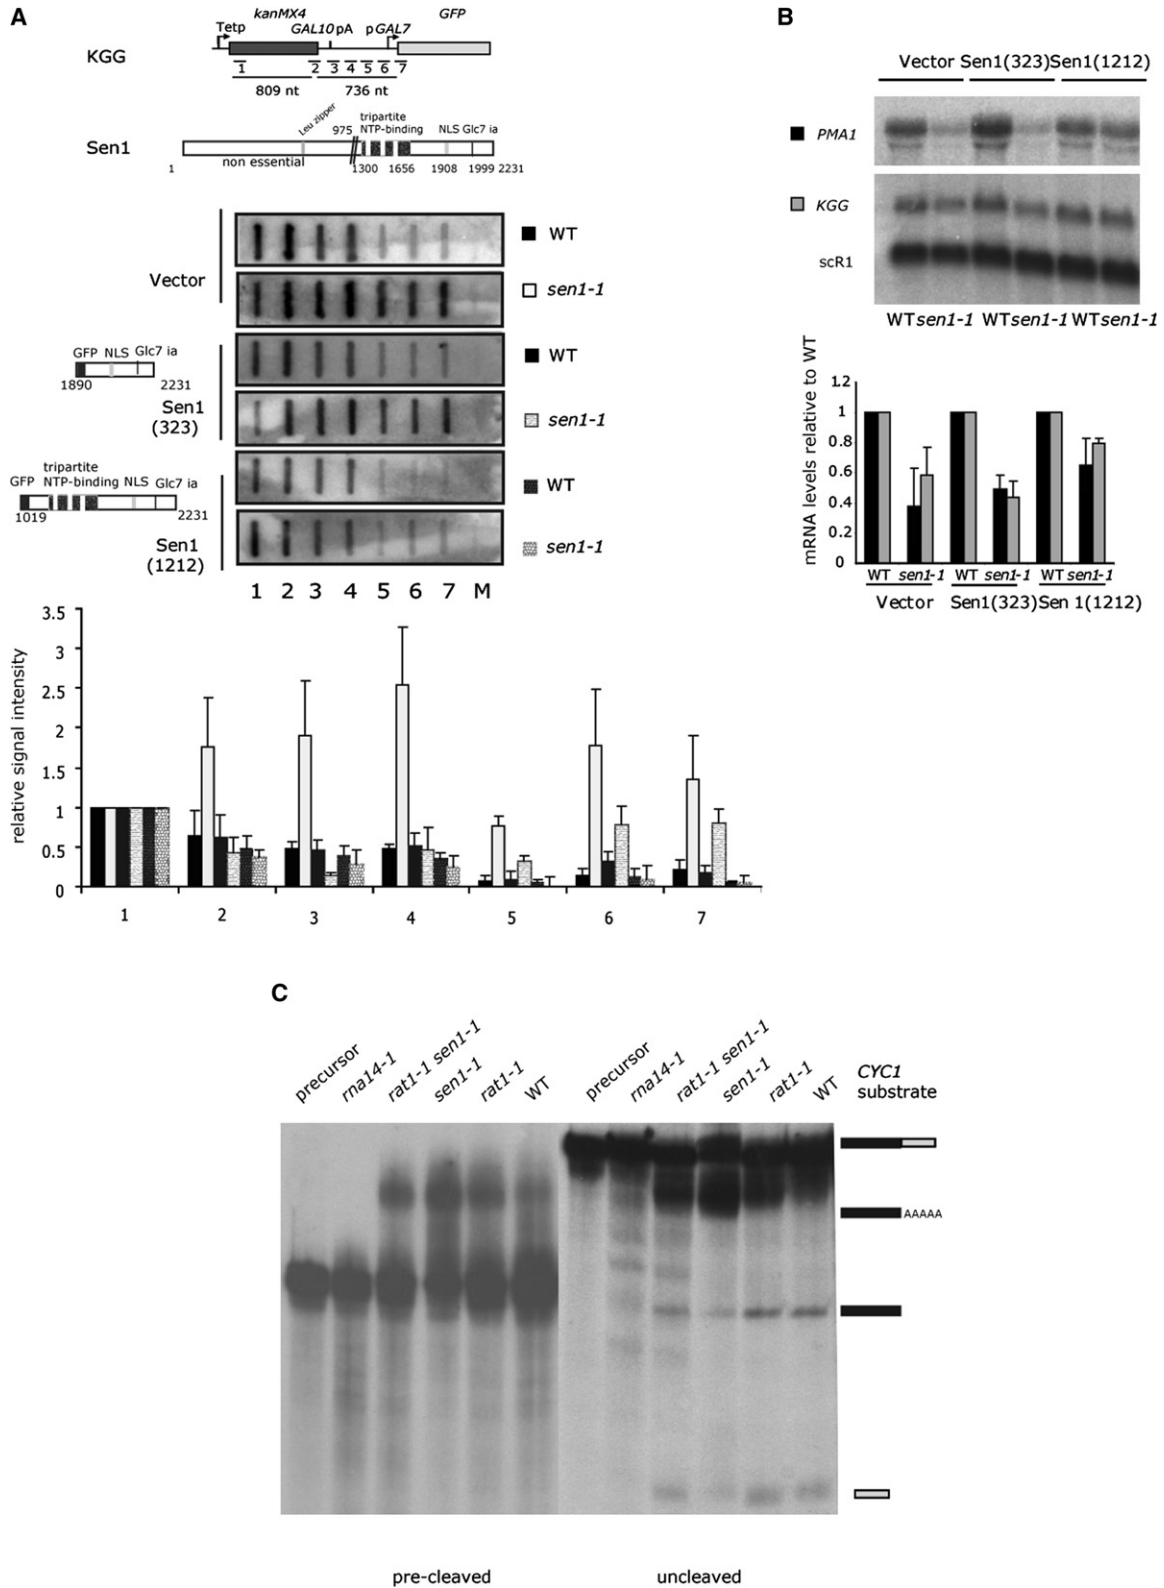 A
kanMX4
GFP
Tetp
GAL10 pA
pGAL7
KGG
1 2 3 4 5 6 7
809 nt
736 nt
Leu zipper
975
tripartite
NTP-binding
NLS Glc7 ia
Sen1
non essential
1
1300
1656
1908
1999 2231
Vector
WT
sen1-1
GFP NLS Glc7 ia
1890
2231
Sen1
(323)
WT
sen1-1
tripartite
GFP NTP-binding NLS Glc7 ia
1019
2231
Sen1
(1212)
WT
sen1-1
1 2 3 4 5 6 7 M
relative signal intensity
3.5
3
2.5
2
1.5
1
0.5
0
1 2 3 4 5 6 7
B
Vector Sen1(323)Sen1(1212)
PMA1
KGG
scR1
WTsen1-1 WTsen1-1 WTsen1-1
mRNA levels relative to WT
1.2
1
0.8
0.6
0.4
0.2
0
WT sen1-1 WT sen1-1 WT sen1-1
Vector Sen1(323)Sen 1(1212)
C
precursor
rna14-1
rat1-1 sen1-1
sen1-1
rat1-1
WT
precursor
rna14-1
rat1-1 sen1-1
sen1-1
rat1-1
WT
CYC1
substrate
AAAAA
pre-cleaved
uncleaved